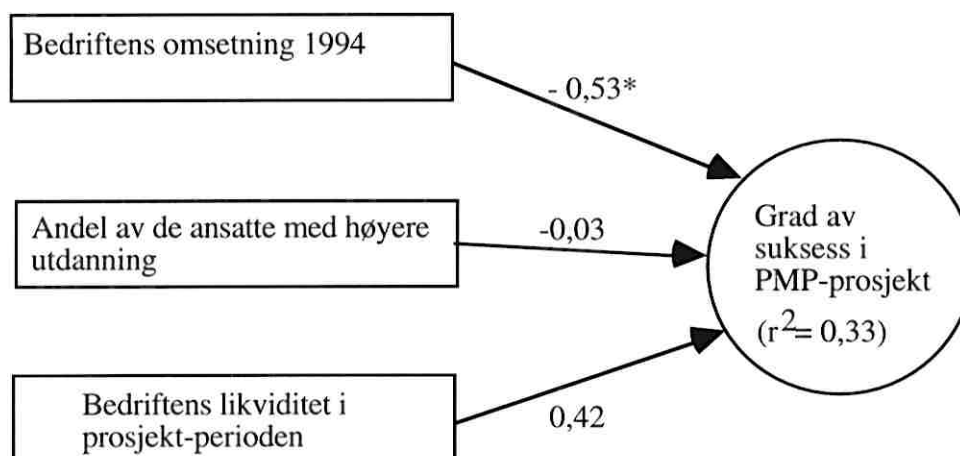 Bedriftens omsetning 1994
- 0,53*
Andel av de ansatte med høyere
utdanning
-0,03
Grad av
suksess i
PMP-prosjekt
(r2= 0,33)
Bedriftens likviditet i
prosjekt-perioden
0,42